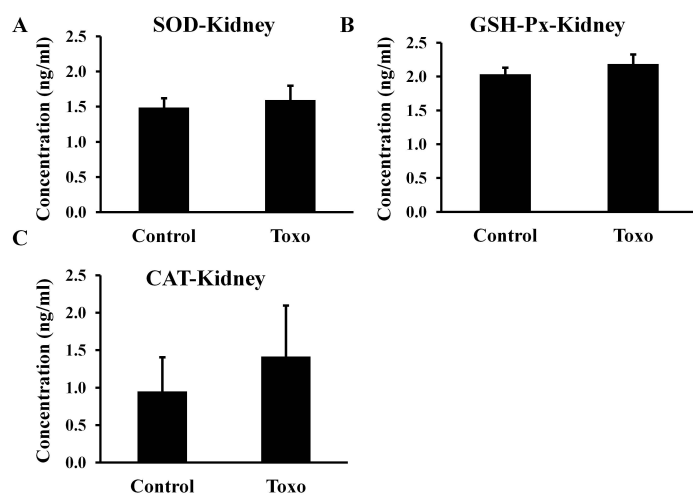 A
SOD-Kidney
Concentration (ng/ml)
2.5
2.0
1.5
1.0
0.5
0.0
Control Toxo
B
GSH-Px-Kidney
Concentration (ng/ml)
2.5
2.0
1.5
1.0
0.5
0.0
Control Toxo
C
CAT-Kidney
Concentration (ng/ml)
2.5
2.0
1.5
1.0
0.5
0.0
Control Toxo